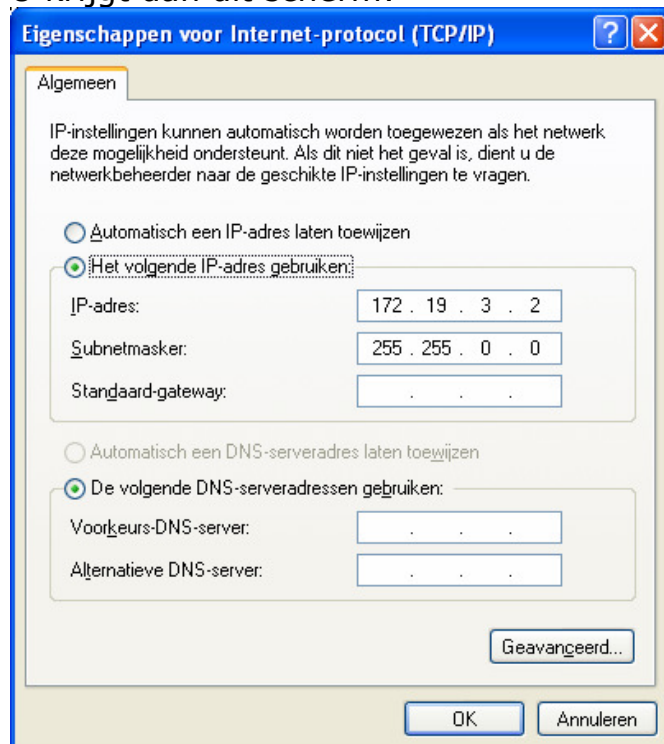 krijgt dan dit scherm:
Eigenschappen voor Internet-protocol (TCP/IP)
Algemeen
IP-instellingen kunnen automatisch worden toegewezen als het netwerk
deze mogelijkheid ondersteunt. Als dit niet het geval is, dient u de
netwerkbeheerder naar de geschikte IP-instellingen te vragen.
Automatisch een IP-adres laten toewijzen
Het volgende IP-adres gebruiken:
IP-adres: 172 . 19 . 3 . 2
Subnetmasker: 255 . 255 . 0 . 0
Standaard-gateway: . . .
Automatisch een DNS-serveradres laten toewijzen
De volgende DNS-serveradressen gebruiken:
Voorkeurs-DNS-server: . . .
Alternatieve DNS-server: . . .
Geavanceerd...
OK Annuleren